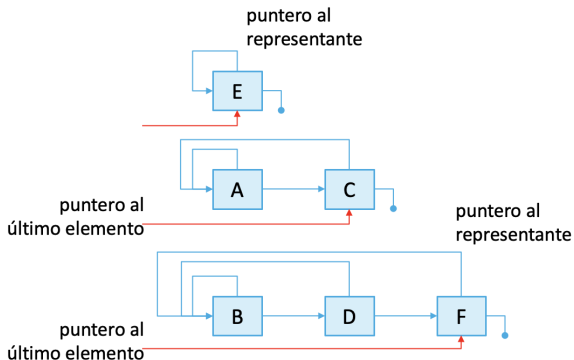 puntero al
representante
E
A
C
puntero al
último elemento
puntero al
representante
B
D
F
puntero al
último elemento